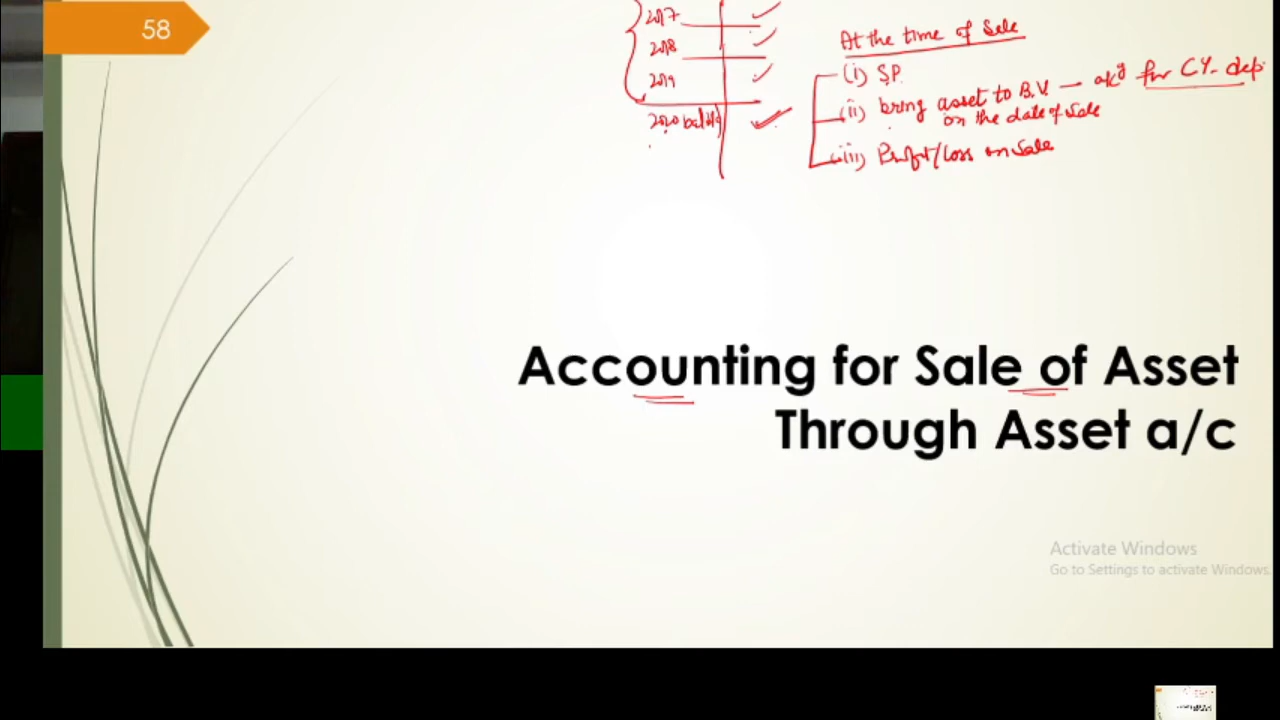 58
2017
2018
2019
2020 bal b/d
At the time of Sale
(i) S.P.
(ii) bring asset to B.V. — for CY. dep.
on the date of Sale
(iii) Profit/Loss on Sale
Accounting for Sale of Asset
Through Asset a/c
Activate Windows
Go to Settings to activate Windows.